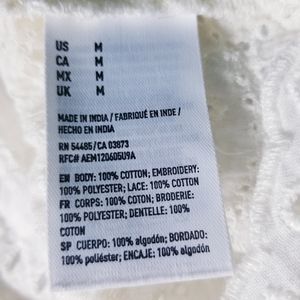 US M
CA M
MX M
UK M
MADE IN INDIA / FABRIQUÉ EN INDE /
HECHO EN INDIA
RN 54485/CA 03873
RFC# AEM120605U9A
EN BODY: 100% COTTON; EMBROIDERY:
100% POLYESTER; LACE: 100% COTTON
FR CORPS: 100% COTON; BRODERIE:
100% POLYESTER; DENTELLE: 100%
COTON
SP CUERPO: 100% algodón; BORDADO:
100% poliéster; ENCAJE: 100% algodón